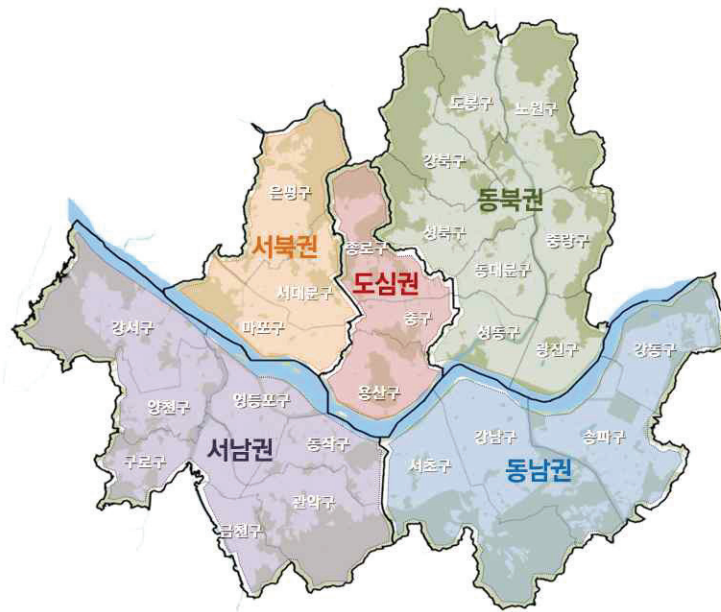 도봉구
노원구
강북구
은평구
동북권
성북구
중랑구
서북권
종로구
동대문구
도심권
서대문구
중구
마포구
성동구
광진구
강동구
강서구
용산구
양천구
영등포구
동작구
강남구
송파구
서남권
구로구
서초구
동남권
관악구
금천구